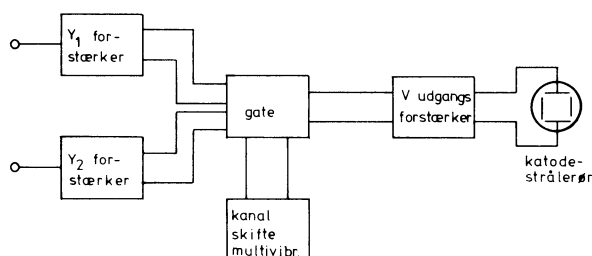 Y1 for-
stærker
Y2 for-
stærker
gate
kanal
skifte
multivibr.
V udgangs
forstærker
katode-
strålerør